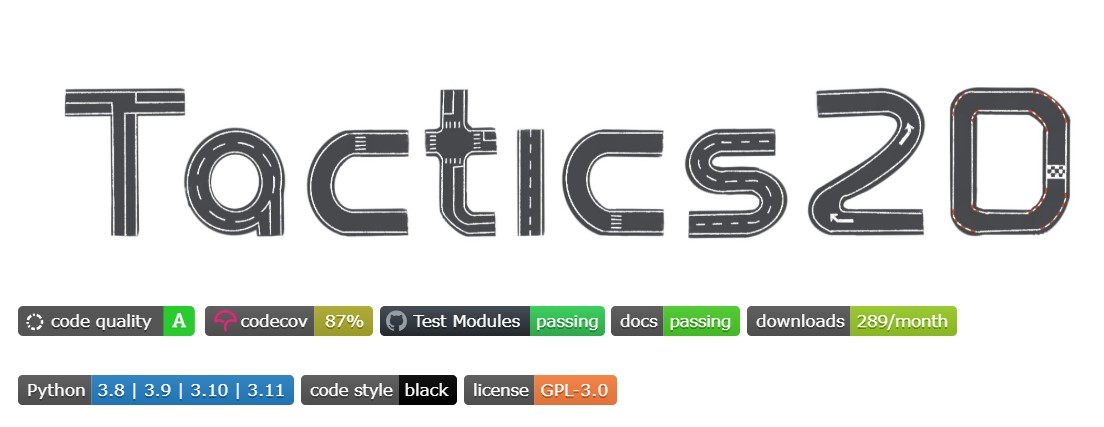 Tactics2D
code quality A codecov 87% Test Modules passing docs passing downloads 289/month
Python 3.8 | 3.9 | 3.10 | 3.11 code style black license GPL-3.0